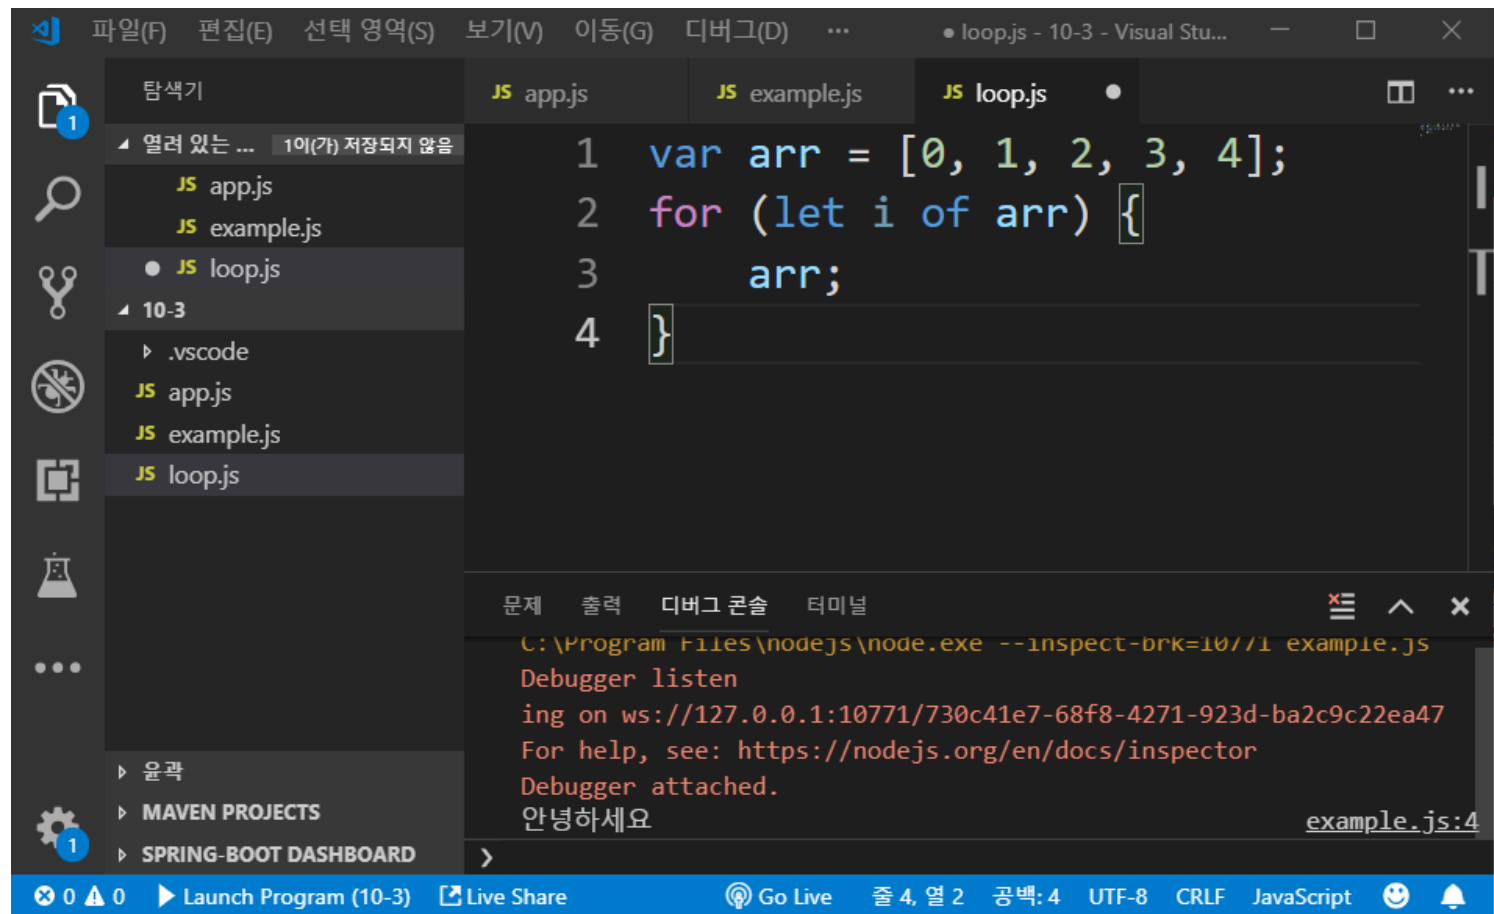 파일(F) 편집(E) 선택 영역(S) 보기(V) 이동(G) 디버그(D) ••• ● loop.js - 10-3 - Visual Stu...
탐색기
열려 있는 ... 1이(가) 저장되지 않음
JS app.js
JS example.js
● JS loop.js
10-3
.vscode
JS app.js
JS example.js
JS loop.js
윤곽
MAVEN PROJECTS
SPRING-BOOT DASHBOARD
1
1
JS app.js JS example.js JS loop.js ●
1 var arr = [0, 1, 2, 3, 4];
2 for (let i of arr) {
3 arr;
4 }
문제 출력 디버그 콘솔 터미널
C:\Program Files\nodejs\node.exe --inspect-brk=10771 example.js
Debugger listen
ing on ws://127.0.0.1:10771/730c41e7-68f8-4271-923d-ba2c9c22ea47
For help, see: https://nodejs.org/en/docs/inspector
Debugger attached.
안녕하세요 example.js:4
0 0 Launch Program (10-3) Live Share Go Live 줄 4, 열 2 공백: 4 UTF-8 CRLF JavaScript